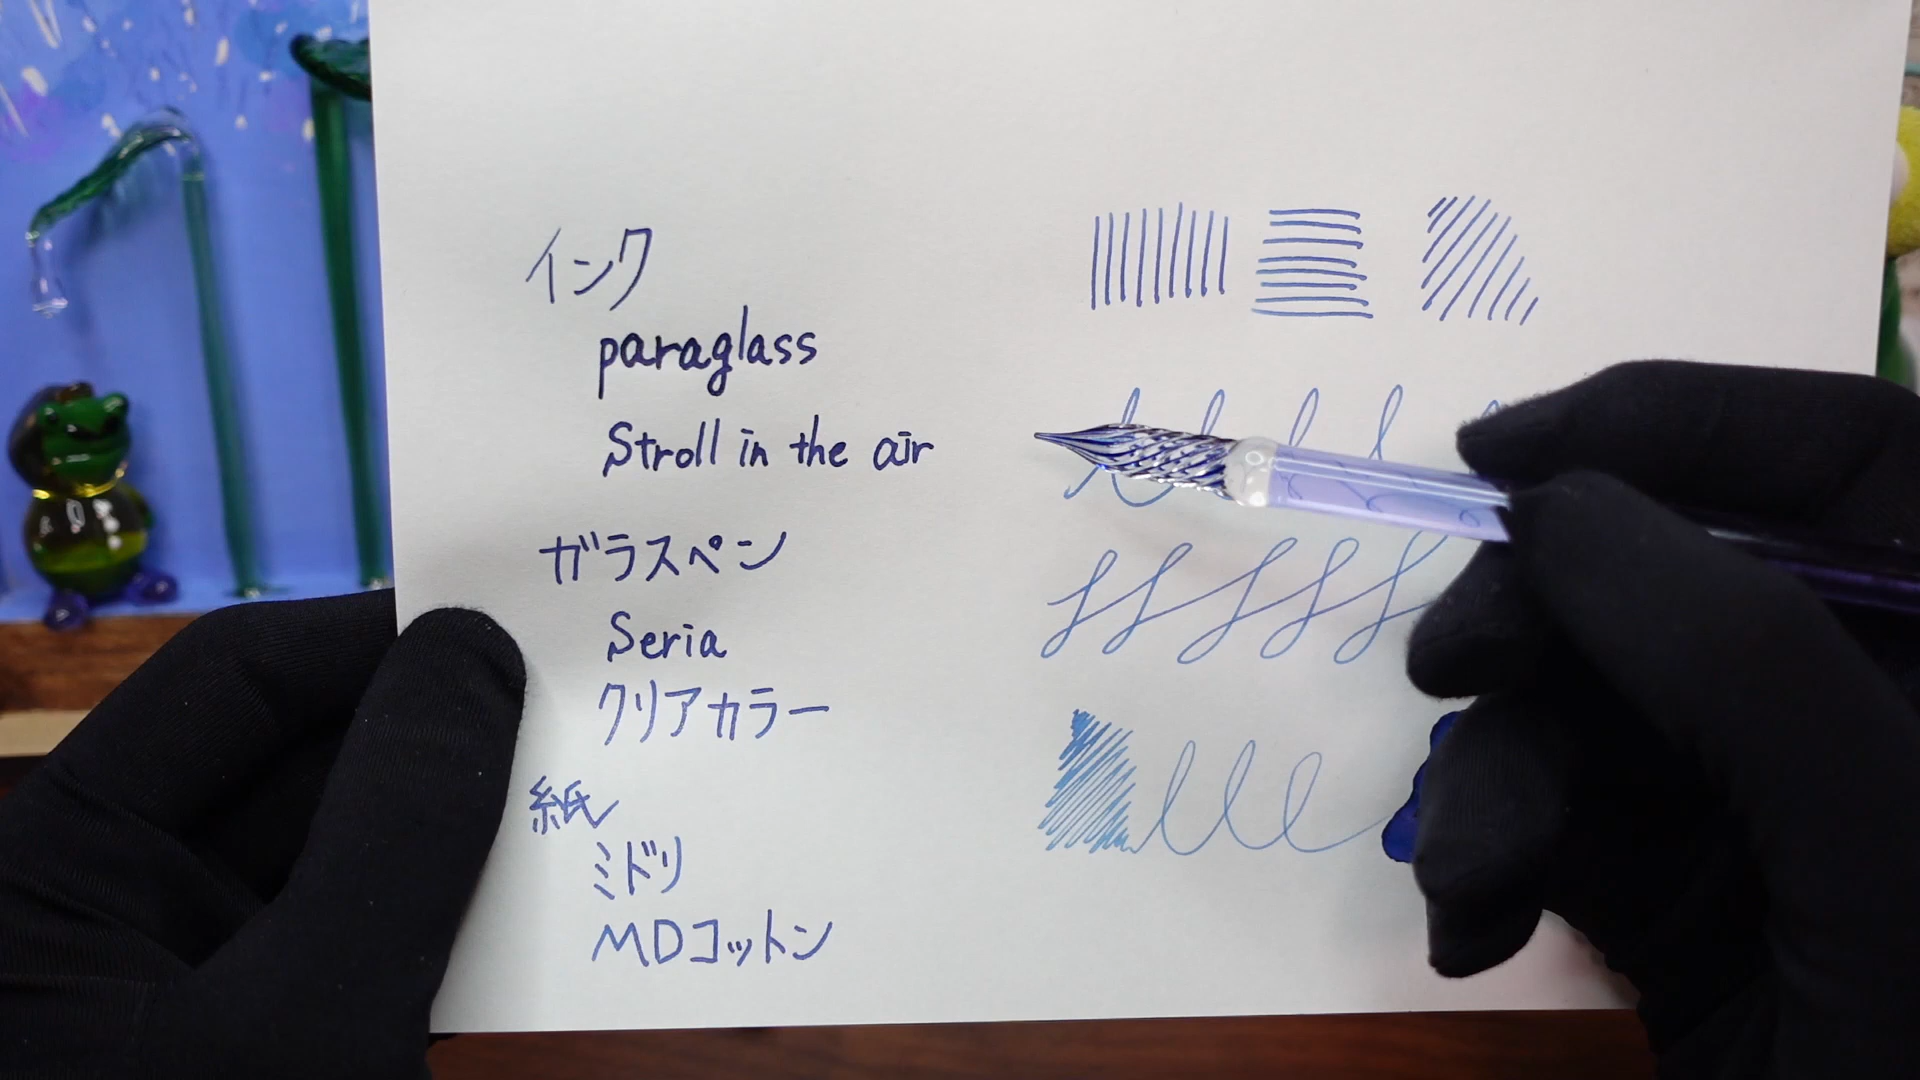 インク
paraglass
Stroll in the air
ガラスペン
Seria
クリアカラー
紙
ミドリ
MDコットン